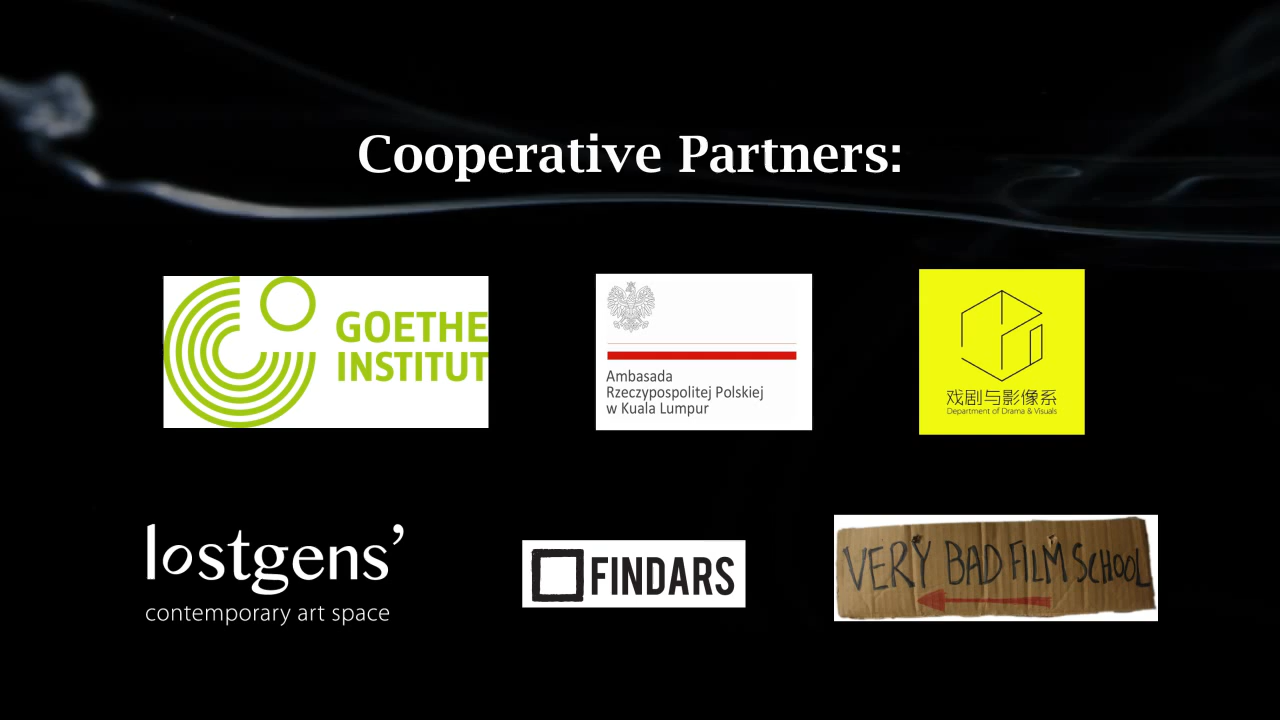 Cooperative Partners:
GOETHE
INSTITUT
Ambasada
Rzeczypospolitej Polskiej
w Kuala Lumpur
戏剧与影像系
Department of Drama & Visuals
lostgens’
contemporary art space
FINDARS
VERY BAD FILM SCHOOL